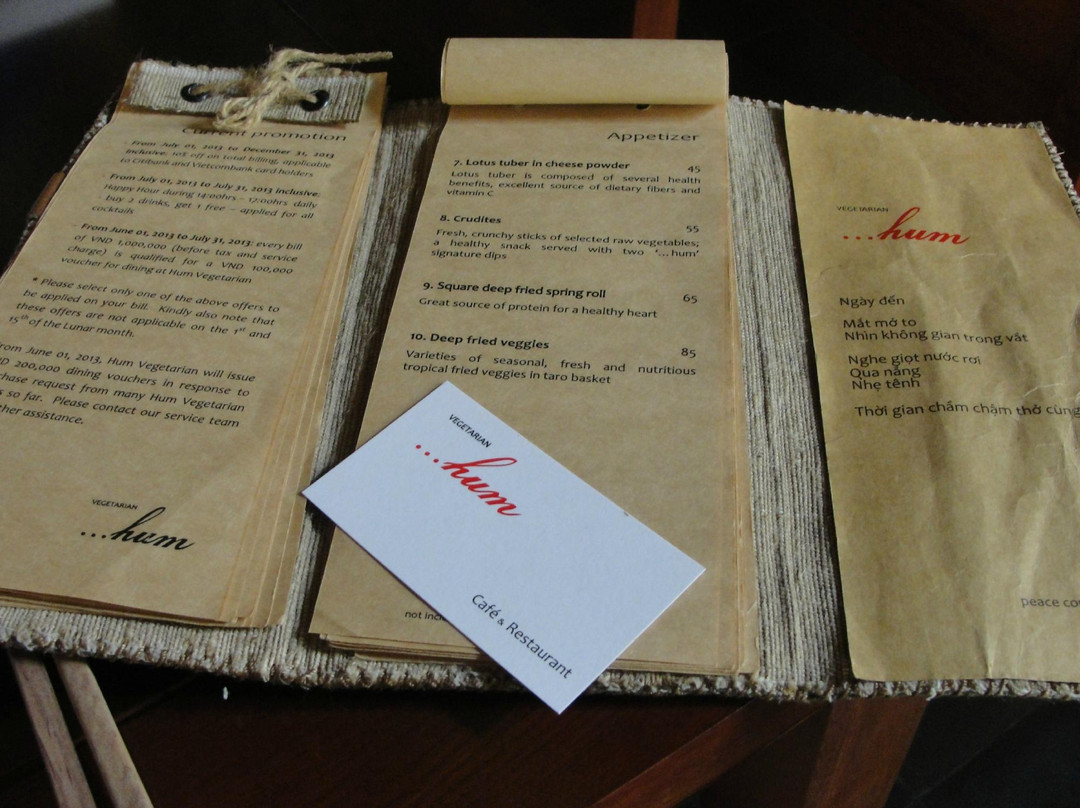 Current promotion
- From July 01, 2013 to December 31, 2013
inclusive: 10% off on total billing, applicable
to Citibank and Vietcombank card holders
From July 01, 2013 to July 31, 2013 inclusive:
Happy Hour during 14:00hrs – 17:00hrs daily
- buy 2 drinks, get 1 free – applied for all
cocktails
- From June 01, 2013 to July 31, 2013: every bill
of VND 1,000,000 (before tax and service
charge) is qualified for a VND 100,000
voucher for dining at Hum Vegetarian
* Please select only one of the above offers to
be applied on your bill. Kindly also note that
these offers are not applicable on the 1st and
15th of the Lunar month.
June 01, 2013, Hum Vegetarian will issue
200,000 dining vouchers in response to
request from many Hum Vegetarian
so far. Please contact our service team
assistance.
VEGETARIAN
...hum
Appetizer
7. Lotus tuber in cheese powder 45
Lotus tuber is composed of several health
benefits, excellent source of dietary fibers and
vitamin C
8. Crudites 55
Fresh, crunchy sticks of selected raw vegetables;
a healthy snack served with two ‘...hum’
signature dips
9. Square deep fried spring roll 65
Great source of protein for a healthy heart
10. Deep fried veggies 85
Varieties of seasonal, fresh and nutritious
tropical fried veggies in taro basket
not
VEGETARIAN
...hum
Café & Restaurant
VEGETARIAN
...hum
Ngày đến
Mắt mở to
Nhìn không gian trong vắt
Nghe giọt nước rơi
Qua nắng
Nhẹ tênh
Thời gian chầm chậm thở cùng
peace